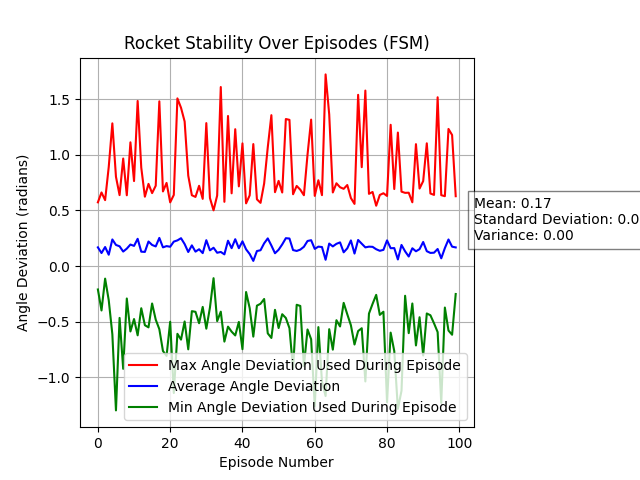 Rocket Stability Over Episodes (FSM)
Angle Deviation (radians)
1.5
1.0
0.5
0.0
−0.5
−1.0
Mean: 0.17
Standard Deviation: 0.0
Variance: 0.00
Max Angle Deviation Used During Episode
Average Angle Deviation
Min Angle Deviation Used During Episode
0 20 40 60 80 100
Episode Number